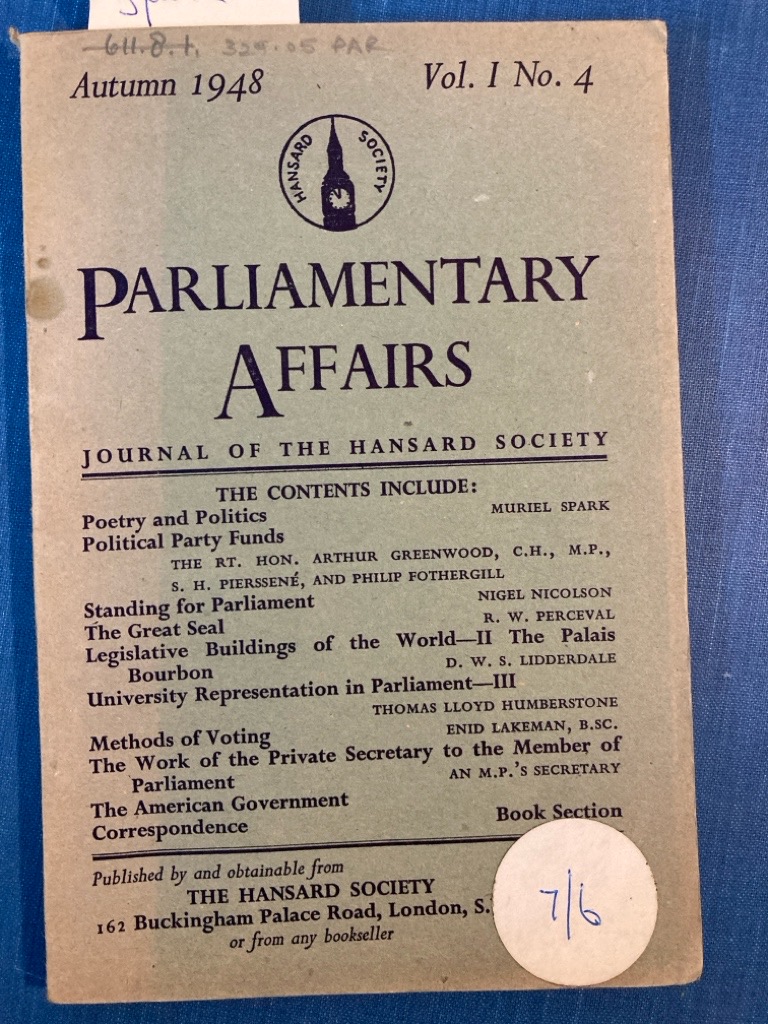 611.8.1. 329.05 PAR
Autumn 1948 Vol. I No. 4
HANSARD SOCIETY
PARLIAMENTARY
AFFAIRS
JOURNAL OF THE HANSARD SOCIETY
THE CONTENTS INCLUDE:
Poetry and Politics MURIEL SPARK
Political Party Funds
THE RT. HON. ARTHUR GREENWOOD, C.H., M.P.,
S. H. PIERSSENÉ, AND PHILIP FOTHERGILL
Standing for Parliament NIGEL NICOLSON
The Great Seal R. W. PERCEVAL
Legislative Buildings of the World—II The Palais
Bourbon D. W. S. LIDDERDALE
University Representation in Parliament—III
THOMAS LLOYD HUMBERSTONE
Methods of Voting ENID LAKEMAN, B.SC.
The Work of the Private Secretary to the Member of
Parliament AN M.P.'S SECRETARY
The American Government
Correspondence Book Section
Published by and obtainable from
THE HANSARD SOCIETY
162 Buckingham Palace Road, London, S.
or from any bookseller
7/6